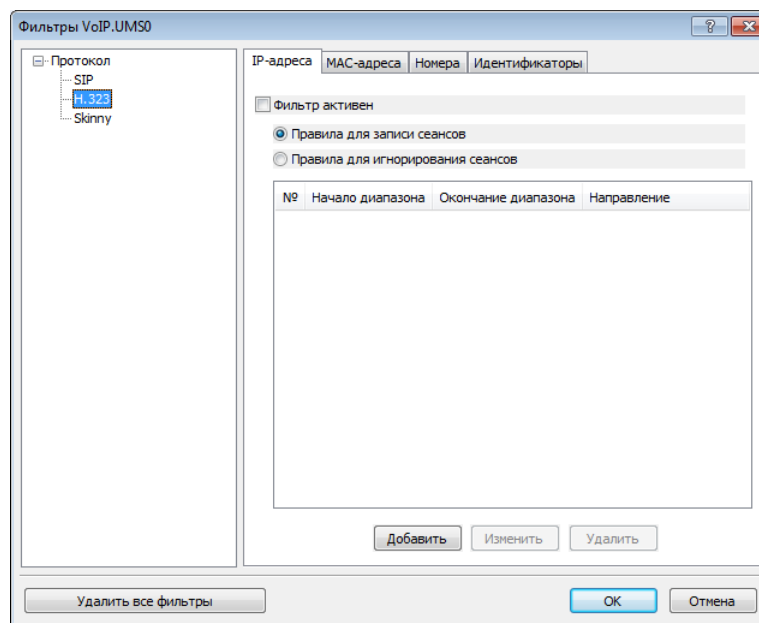 Фильтры VoIP.UMS0
Протокол
SIP
H.323
Skinny
IP-адреса MAC-адреса Номера Идентификаторы
Фильтр активен
Правила для записи сеансов
Правила для игнорирования сеансов
№ Начало диапазона Окончание диапазона Направление
Добавить Изменить Удалить
Удалить все фильтры OK Отмена